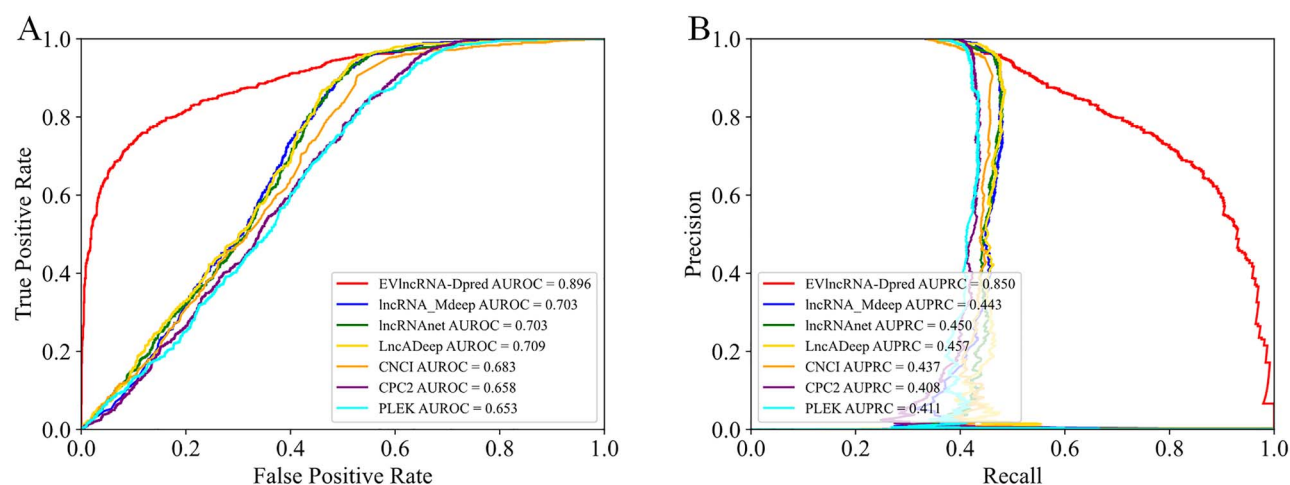 A
1.0
0.8
0.6
0.4
0.2
0.0
True Positive Rate
EVlncRNA-Dpred AUROC = 0.896
lncRNA_Mdeep AUROC = 0.703
lncRNAnet AUROC = 0.703
LncADeep AUROC = 0.709
CNCI AUROC = 0.683
CPC2 AUROC = 0.658
PLEK AUROC = 0.653
0.0 0.2 0.4 0.6 0.8 1.0
False Positive Rate
B
1.0
0.8
0.6
0.4
0.2
0.0
Precision
EVlncRNA-Dpred AUPRC = 0.850
lncRNA_Mdeep AUPRC = 0.443
lncRNAnet AUPRC = 0.450
LncADeep AUPRC = 0.457
CNCI AUPRC = 0.437
CPC2 AUPRC = 0.408
PLEK AUPRC = 0.411
0.0 0.2 0.4 0.6 0.8 1.0
Recall